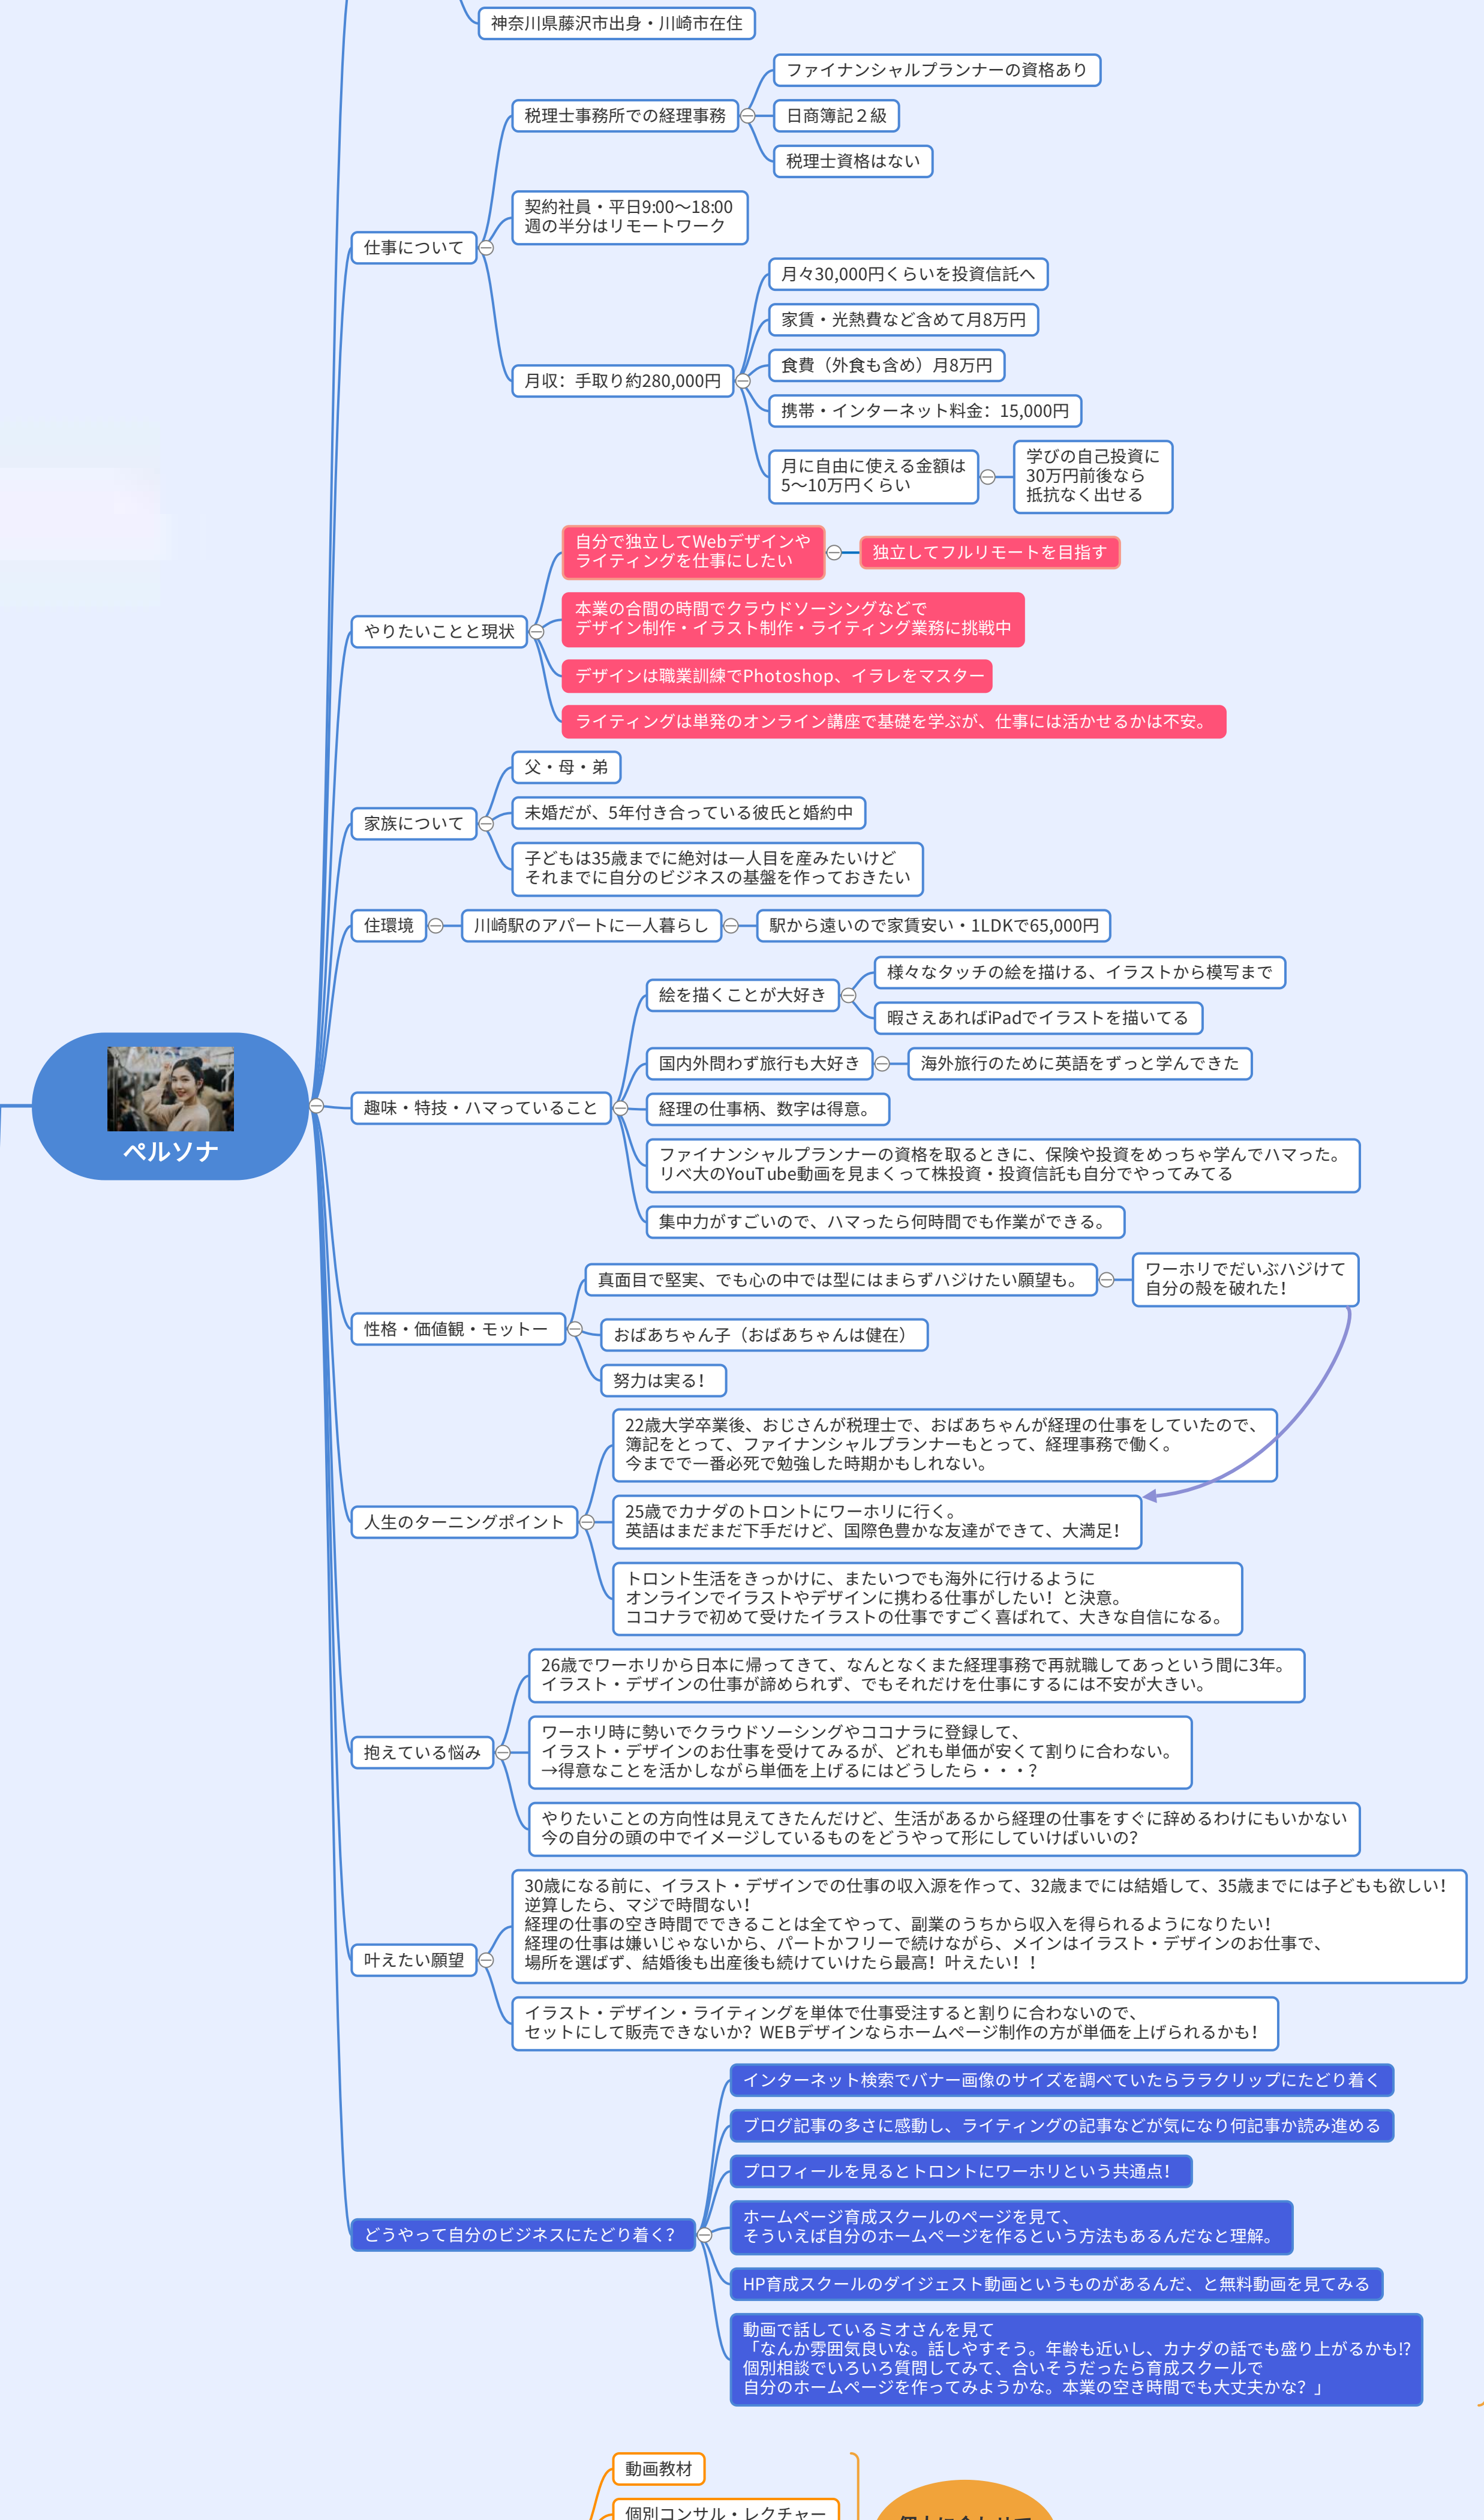 神奈川県藤沢市出身・川崎市在住
仕事について
税理士事務所での経理事務
ファイナンシャルプランナーの資格あり
日商簿記２級
税理士資格はない
契約社員・平日9:00〜18:00
週の半分はリモートワーク
月収：手取り約280,000円
月々30,000円くらいを投資信託へ
家賃・光熱費など含めて月8万円
食費（外食も含め）月8万円
携帯・インターネット料金：15,000円
月に自由に使える金額は
5〜10万円くらい
学びの自己投資に
30万円前後なら
抵抗なく出せる
やりたいことと現状
自分で独立してWebデザインや
ライティングを仕事にしたい
独立してフルリモートを目指す
本業の合間の時間でクラウドソーシングなどで
デザイン制作・イラスト制作・ライティング業務に挑戦中
デザインは職業訓練でPhotoshop、イラレをマスター
ライティングは単発のオンライン講座で基礎を学ぶが、仕事には活かせるかは不安。
家族について
父・母・弟
未婚だが、5年付き合っている彼氏と婚約中
子どもは35歳までに絶対は一人目を産みたいけど
それまでに自分のビジネスの基盤を作っておきたい
住環境
川崎駅のアパートに一人暮らし
駅から遠いので家賃安い・1LDKで65,000円
ペルソナ
趣味・特技・ハマっていること
絵を描くことが大好き
様々なタッチの絵を描ける、イラストから模写まで
暇さえあればiPadでイラストを描いてる
国内外問わず旅行も大好き
海外旅行のために英語をずっと学んできた
経理の仕事柄、数字は得意。
ファイナンシャルプランナーの資格を取るときに、保険や投資をめっちゃ学んでハマった。
リベ大のYouTube動画を見まくって株投資・投資信託も自分でやってみてる
集中力がすごいので、ハマったら何時間でも作業ができる。
性格・価値観・モットー
真面目で堅実、でも心の中では型にはまらずハジけたい願望も。
ワーホリでだいぶハジけて
自分の殻を破れた！
おばあちゃん子（おばあちゃんは健在）
努力は実る！
人生のターニングポイント
22歳大学卒業後、おじさんが税理士で、おばあちゃんが経理の仕事をしていたので、
簿記をとって、ファイナンシャルプランナーもとって、経理事務で働く。
今までで一番必死で勉強した時期かもしれない。
25歳でカナダのトロントにワーホリに行く。
英語はまだまだ下手だけど、国際色豊かな友達ができて、大満足！
トロント生活をきっかけに、またいつでも海外に行けるように
オンラインでイラストやデザインに携わる仕事がしたい！と決意。
ココナラで初めて受けたイラストの仕事ですごく喜ばれて、大きな自信になる。
抱えている悩み
26歳でワーホリから日本に帰ってきて、なんとなくまた経理事務で再就職してあっという間に3年。
イラスト・デザインの仕事が諦められず、でもそれだけを仕事にするには不安が大きい。
ワーホリ時に勢いでクラウドソーシングやココナラに登録して、
イラスト・デザインのお仕事を受けてみるが、どれも単価が安くて割りに合わない。
→得意なことを活かしながら単価を上げるにはどうしたら・・・？
やりたいことの方向性は見えてきたんだけど、生活があるから経理の仕事をすぐに辞めるわけにもいかない
今の自分の頭の中でイメージしているものをどうやって形にしていけばいいの？
叶えたい願望
30歳になる前に、イラスト・デザインでの仕事の収入源を作って、32歳までには結婚して、35歳までには子どもも欲しい！
逆算したら、マジで時間ない！
経理の仕事の空き時間でできることは全てやって、副業のうちから収入を得られるようになりたい！
経理の仕事は嫌いじゃないから、パートかフリーで続けながら、メインはイラスト・デザインのお仕事で、
場所を選ばず、結婚後も出産後も続けていけたら最高！叶えたい！！
イラスト・デザイン・ライティングを単体で仕事受注すると割りに合わないので、
セットにして販売できないか？WEBデザインならホームページ制作の方が単価を上げられるかも！
どうやって自分のビジネスにたどり着く？
インターネット検索でバナー画像のサイズを調べていたらララクリップにたどり着く
ブログ記事の多さに感動し、ライティングの記事などが気になり何記事か読み進める
プロフィールを見るとトロントにワーホリという共通点！
ホームページ育成スクールのページを見て、
そういえば自分のホームページを作るという方法もあるんだなと理解。
HP育成スクールのダイジェスト動画というものがあるんだ、と無料動画を見てみる
動画で話しているミオさんを見て
「なんか雰囲気良いな。話しやすそう。年齢も近いし、カナダの話でも盛り上がるかも⁉
個別相談でいろいろ質問してみて、合いそうだったら育成スクールで
自分のホームページを作ってみようかな。本業の空き時間でも大丈夫かな？」
動画教材
個別コンサル・レクチャー